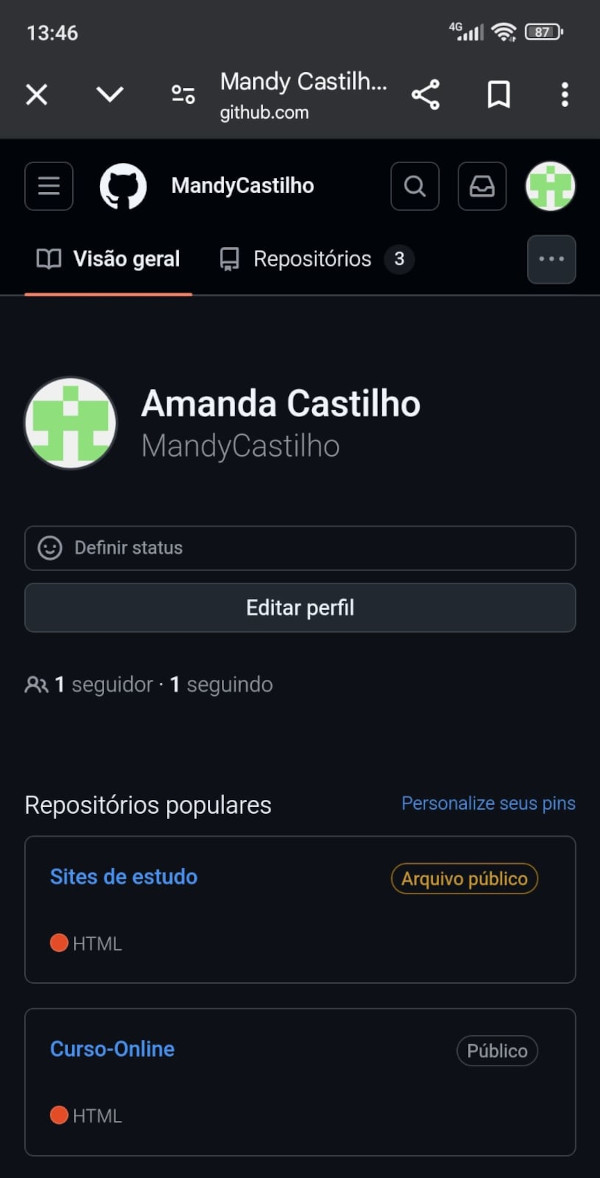 13:46
4G 87
Mandy Castilh...
github.com
MandyCastilho
Visão geral Repositórios 3
Amanda Castilho
MandyCastilho
Definir status
Editar perfil
1 seguidor · 1 seguindo
Repositórios populares Personalize seus pins
Sites de estudo Arquivo público
HTML
Curso-Online Público
HTML